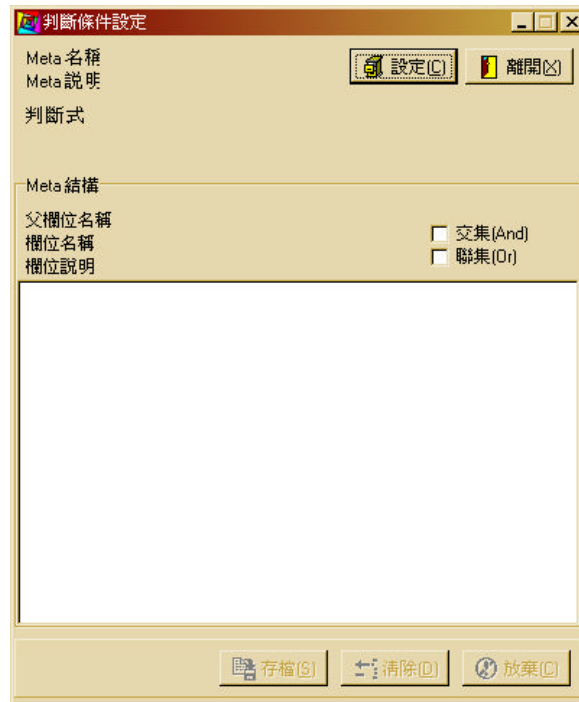 判斷條件設定
Meta 名稱
Meta 說明
設定(C)
離開(X)
判斷式
Meta 結構
父欄位名稱
欄位名稱
欄位說明
交集(And)
聯集(Or)
存檔(S)
清除(D)
放棄(C)